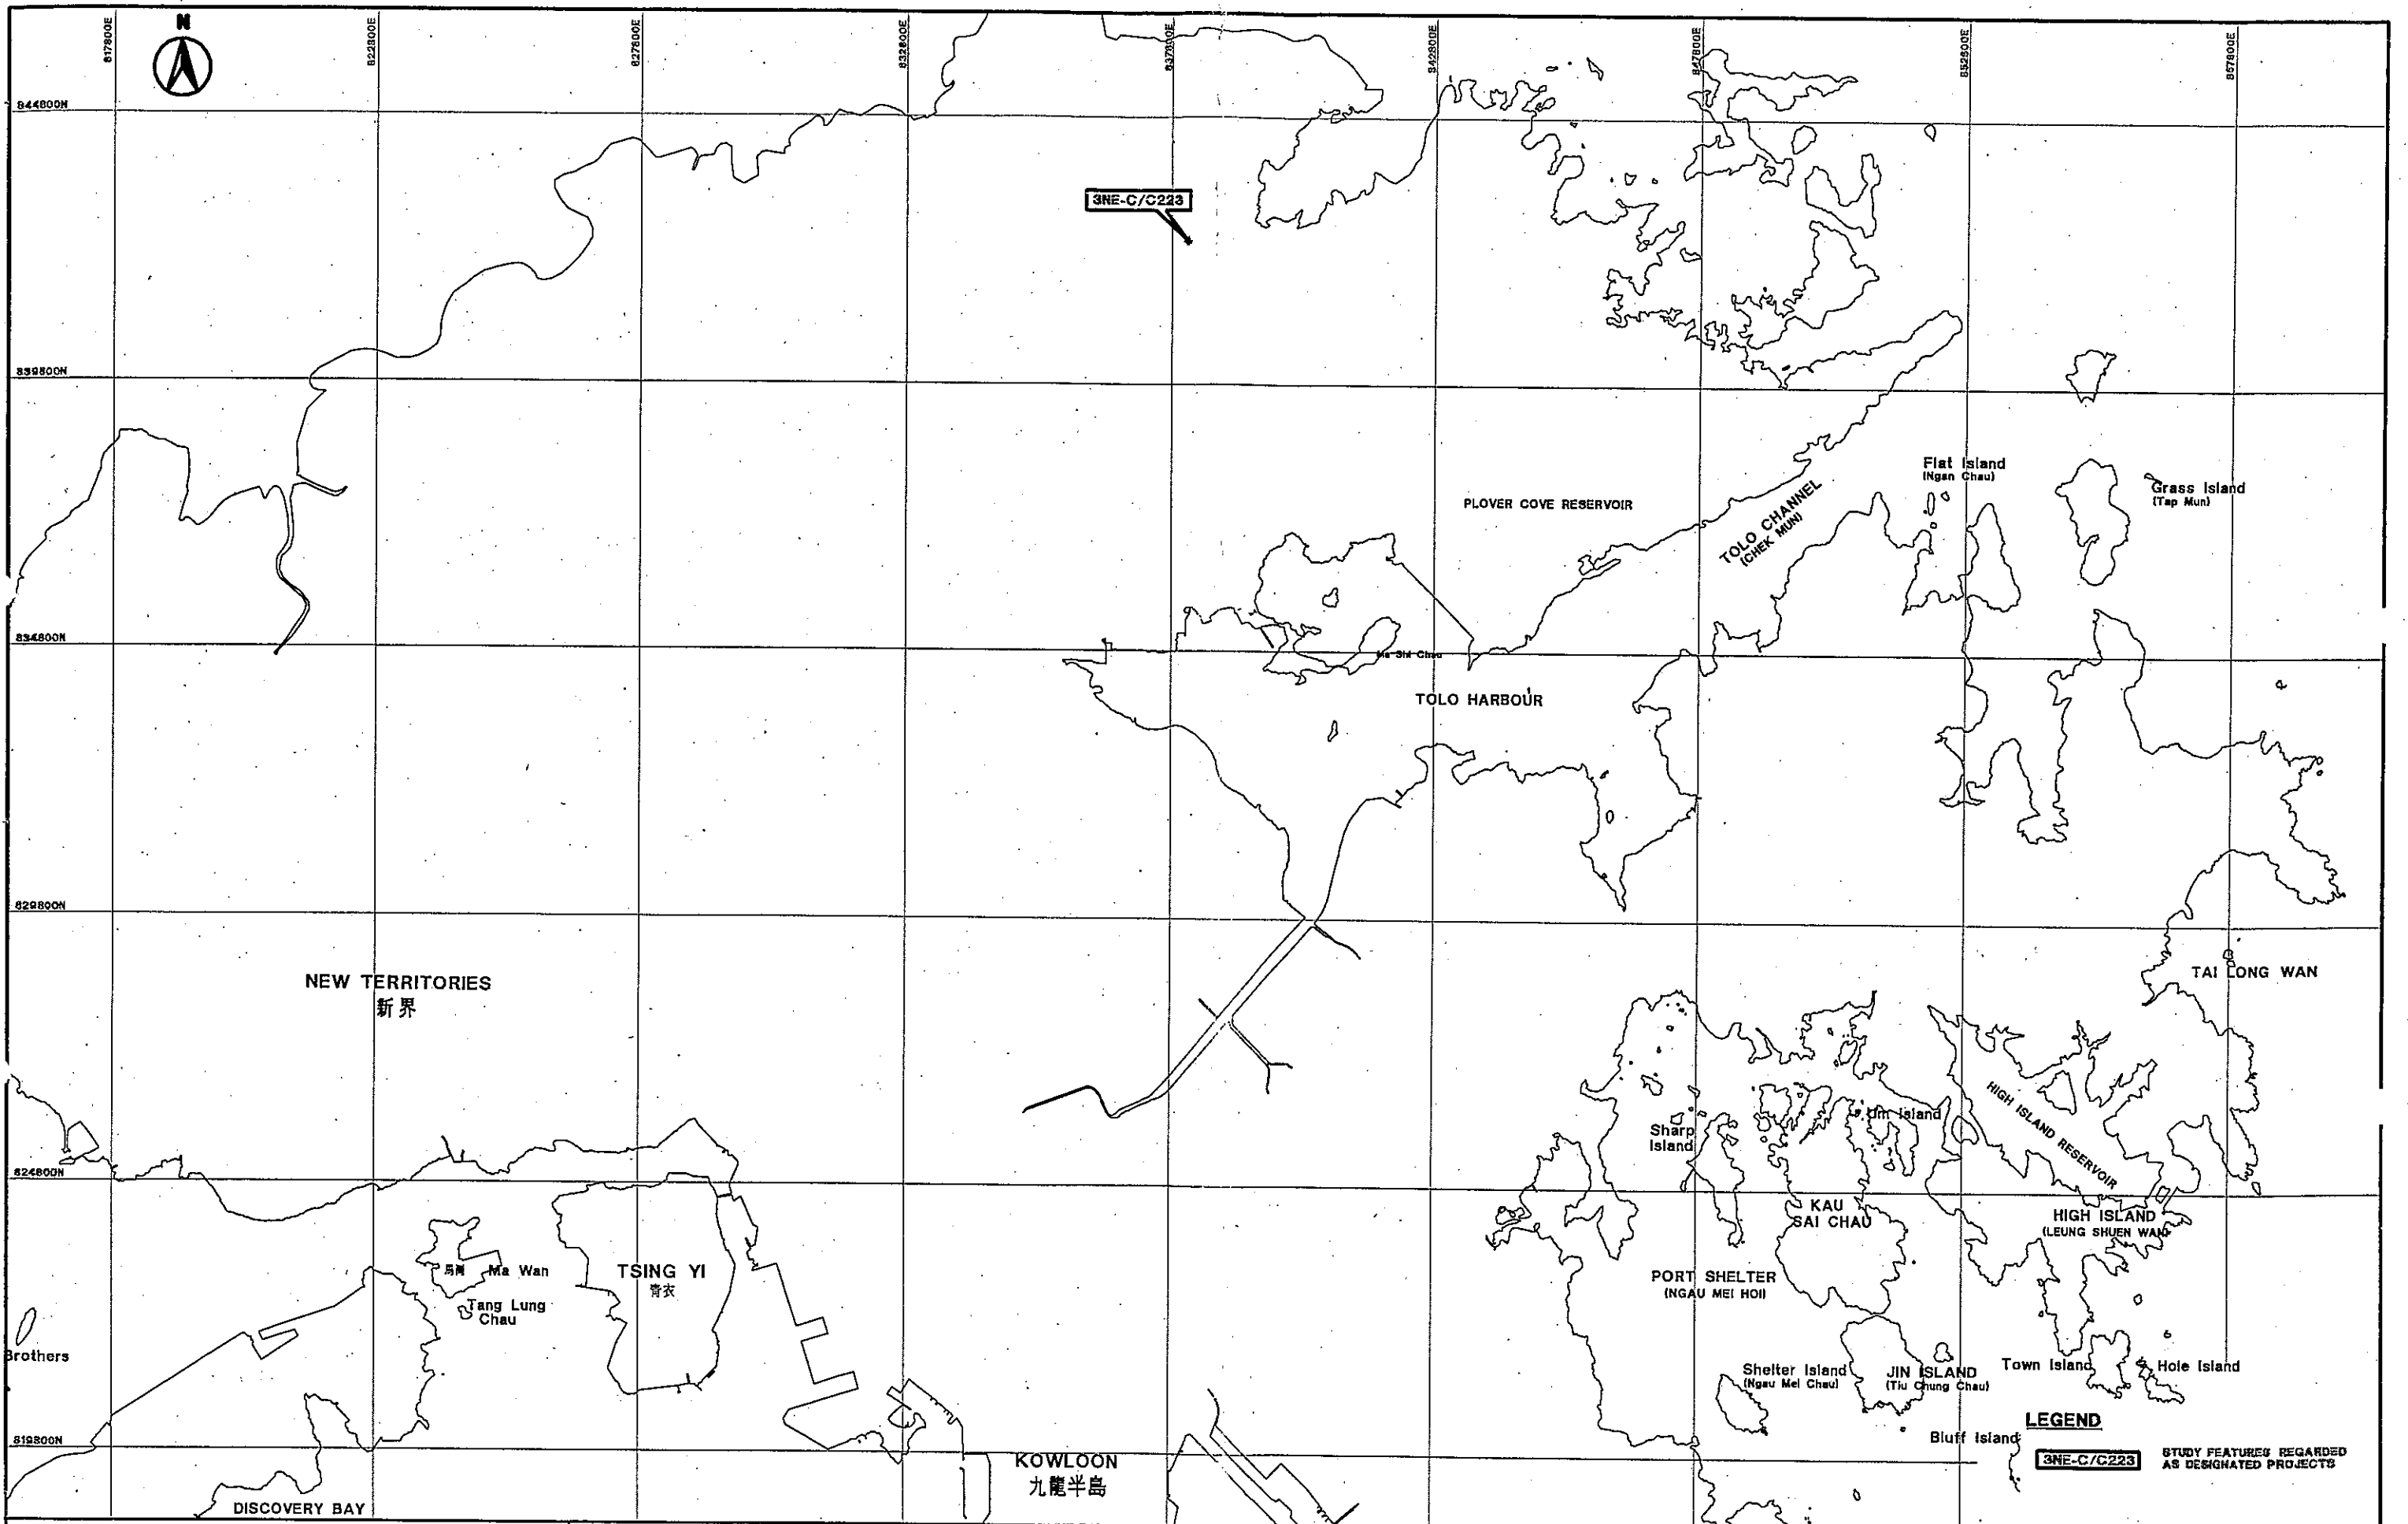 N
817800E
822800E
627800E
832800E
837800E
842800E
847800E
852800E
857800E
844800N
3NE-C/C223
839800N
Flat Island
(Ngan Chau)
Grass Island
(Tap Mun)
PLOVER COVE RESERVOIR
TOLO CHANNEL
(CHEK MUN)
834800N
Ma Shi Chau
TOLO HARBOUR
829800N
NEW TERRITORIES
新界
TAI LONG WAN
HIGH ISLAND RESERVOIR
Sharp
Island
824800N
KAU
SAI CHAU
HIGH ISLAND
(LEUNG SHUEN WAN)
馬灣 Ma Wan
TSING YI
青衣
PORT SHELTER
(NGAU MEI HOI)
Tang Lung
Chau
Brothers
Shelter Island
(Ngau Mei Chau)
JIN ISLAND
(Tiu Chung Chau)
Town Island
Hole Island
LEGEND
819800N
Bluff Island
KOWLOON
九龍半島
3NE-C/C223
STUDY FEATURES REGARDED
AS DESIGNATED PROJECTS
DISCOVERY BAY